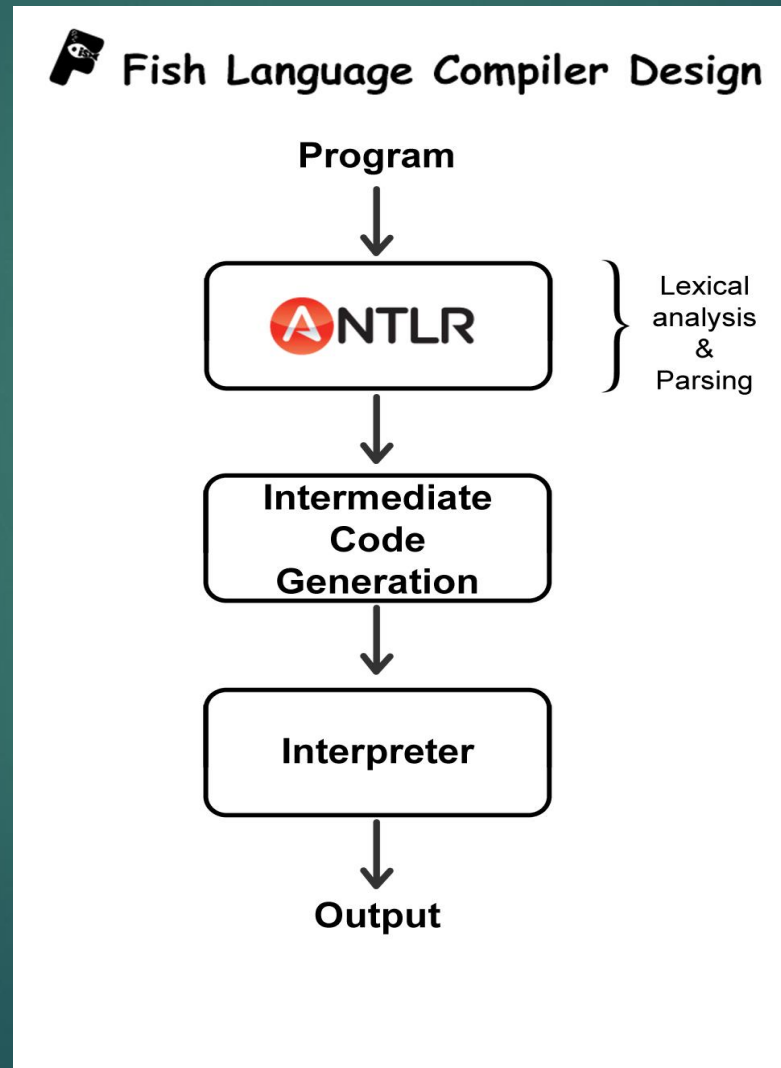 Fish Language Compiler Design
Program
ANTLR
Lexical
analysis
&
Parsing
Intermediate
Code
Generation
Interpreter
Output